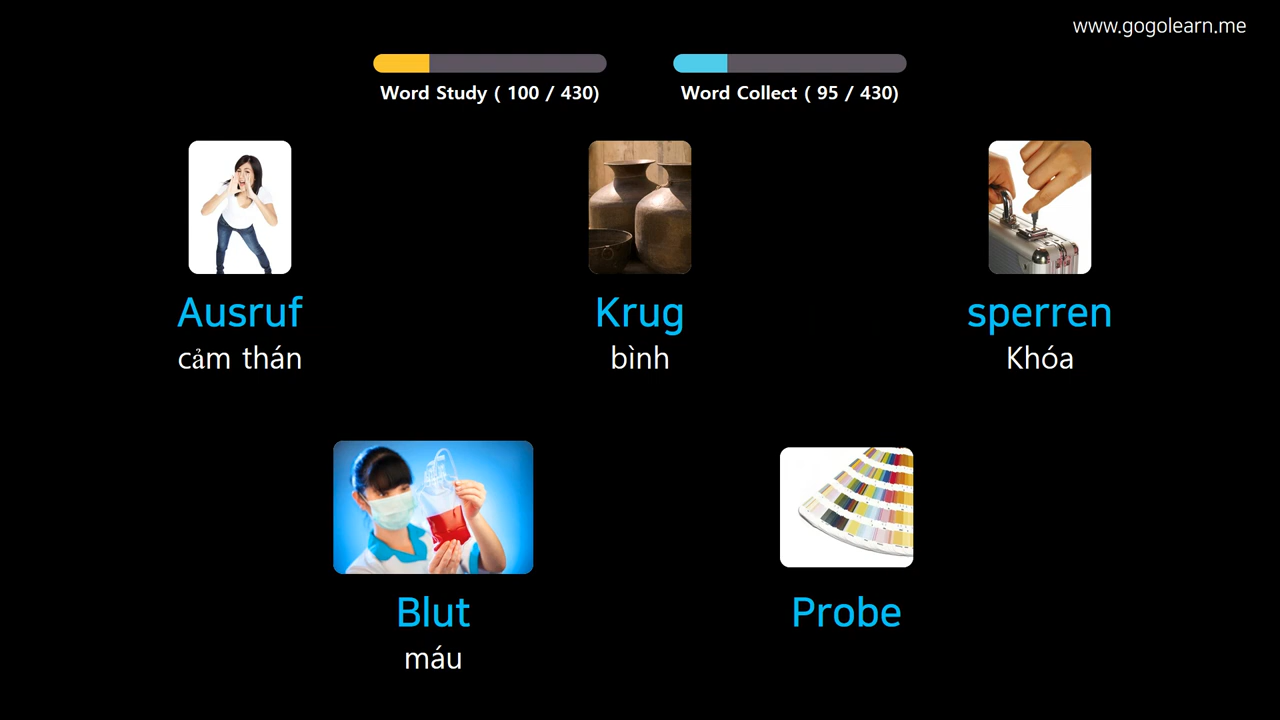 www.gogolearn.me
Word Study ( 100 / 430)
Word Collect ( 95 / 430)
Ausruf
cảm thán
Krug
bình
sperren
Khóa
Blut
máu
Probe